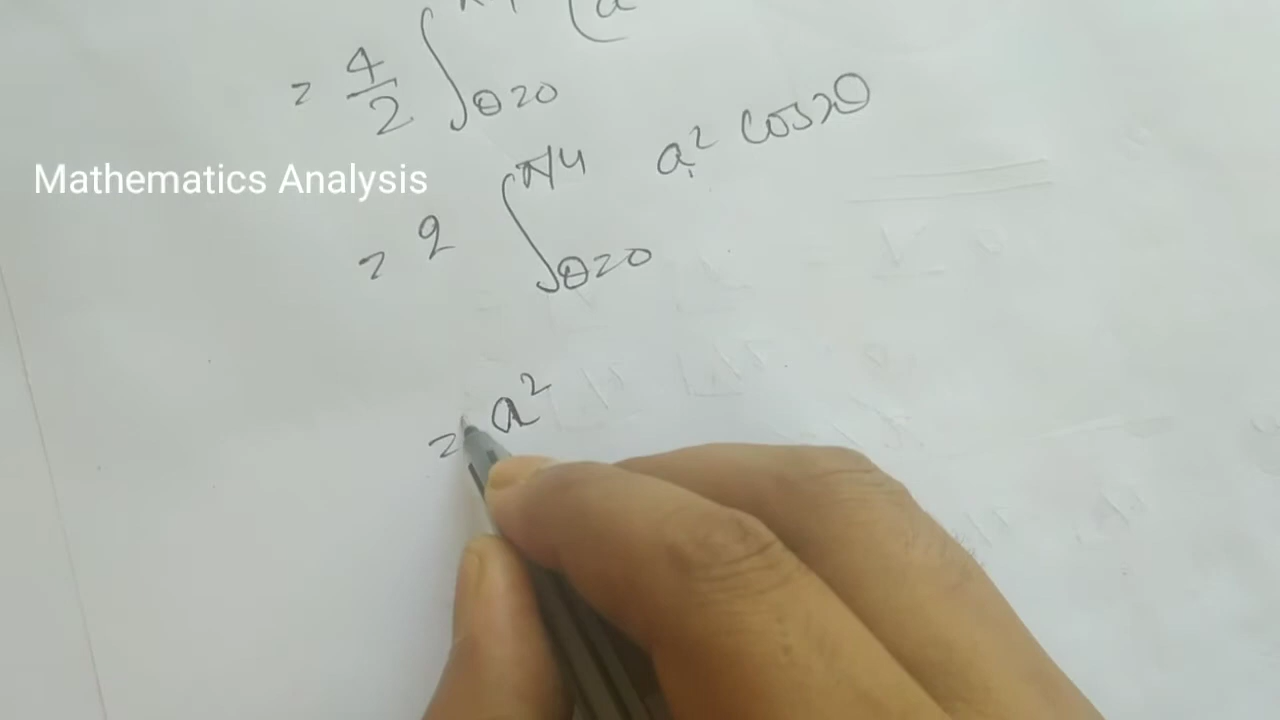 = 4/2 ∫θ=0 (a
Mathematics Analysis
= 2 ∫θ=0 π/4 a² cos2θ
= a²